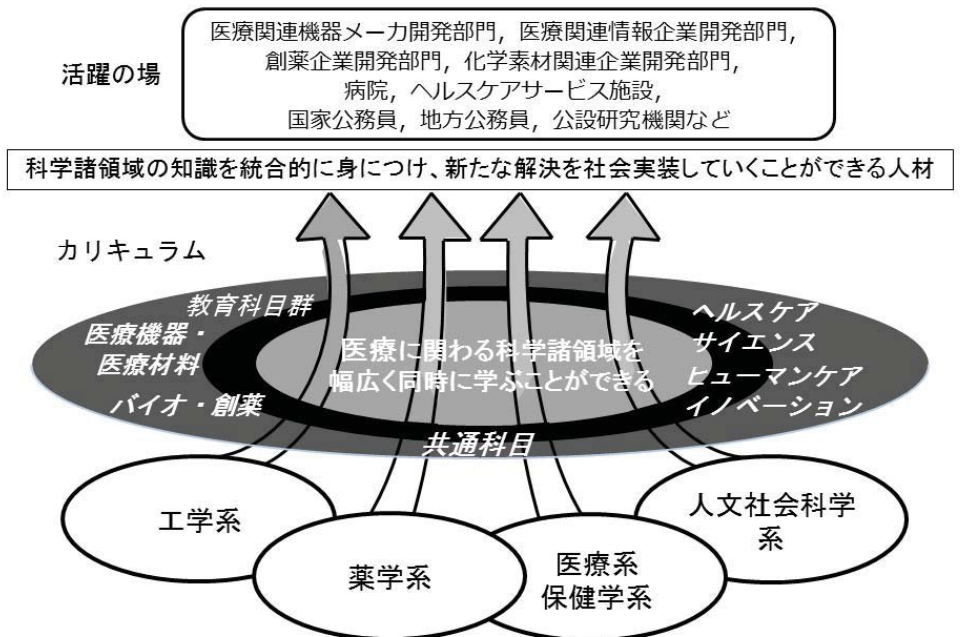 医療関連機器メーカ開発部門，医療関連情報企業開発部門，
創薬企業開発部門，化学素材関連企業開発部門，
病院，ヘルスケアサービス施設，
国家公務員，地方公務員，公設研究機関など
活躍の場
科学諸領域の知識を統合的に身につけ、新たな解決を社会実装していくことができる人材
カリキュラム
教育科目群
医療機器・
医療材料
バイオ・創薬
医療に関わる科学諸領域を
幅広く同時に学ぶことができる
ヘルスケア
サイエンス
ヒューマンケア
イノベーション
共通科目
工学系
薬学系
医療系
保健学系
人文社会科学
系